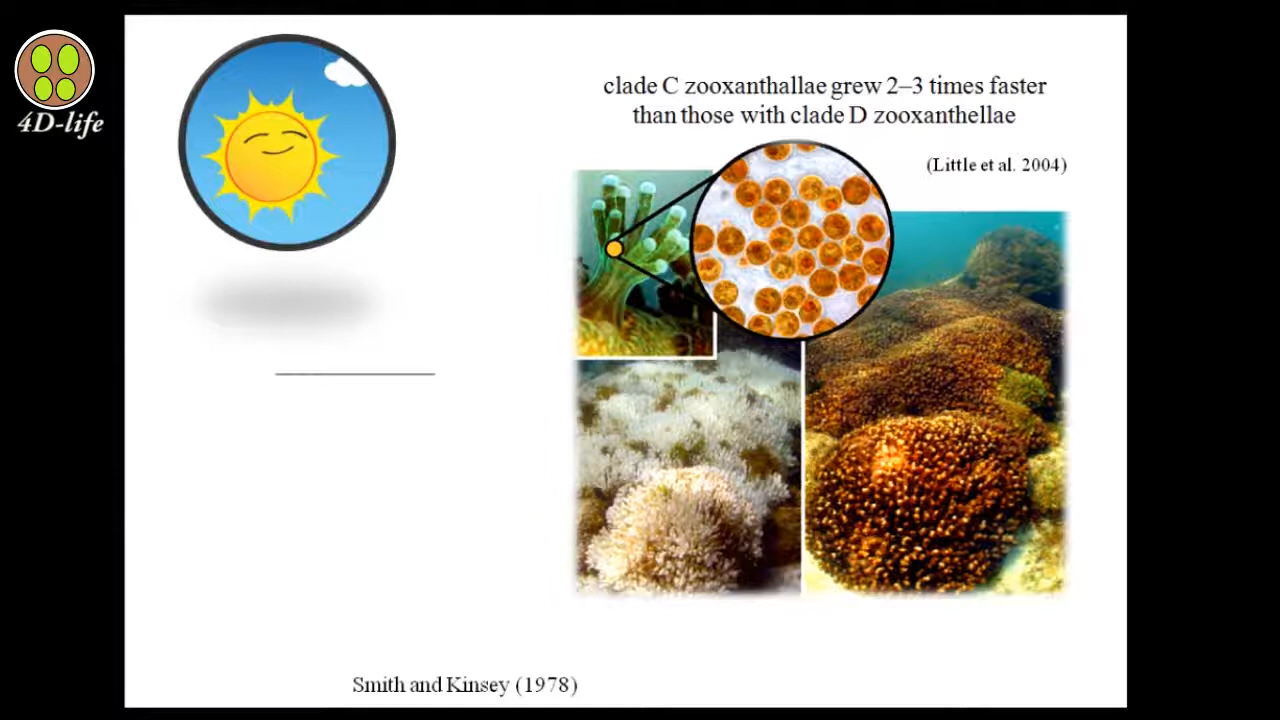 4D-life
clade C zooxanthallae grew 2–3 times faster
than those with clade D zooxanthellae
(Little et al. 2004)
Smith and Kinsey (1978)